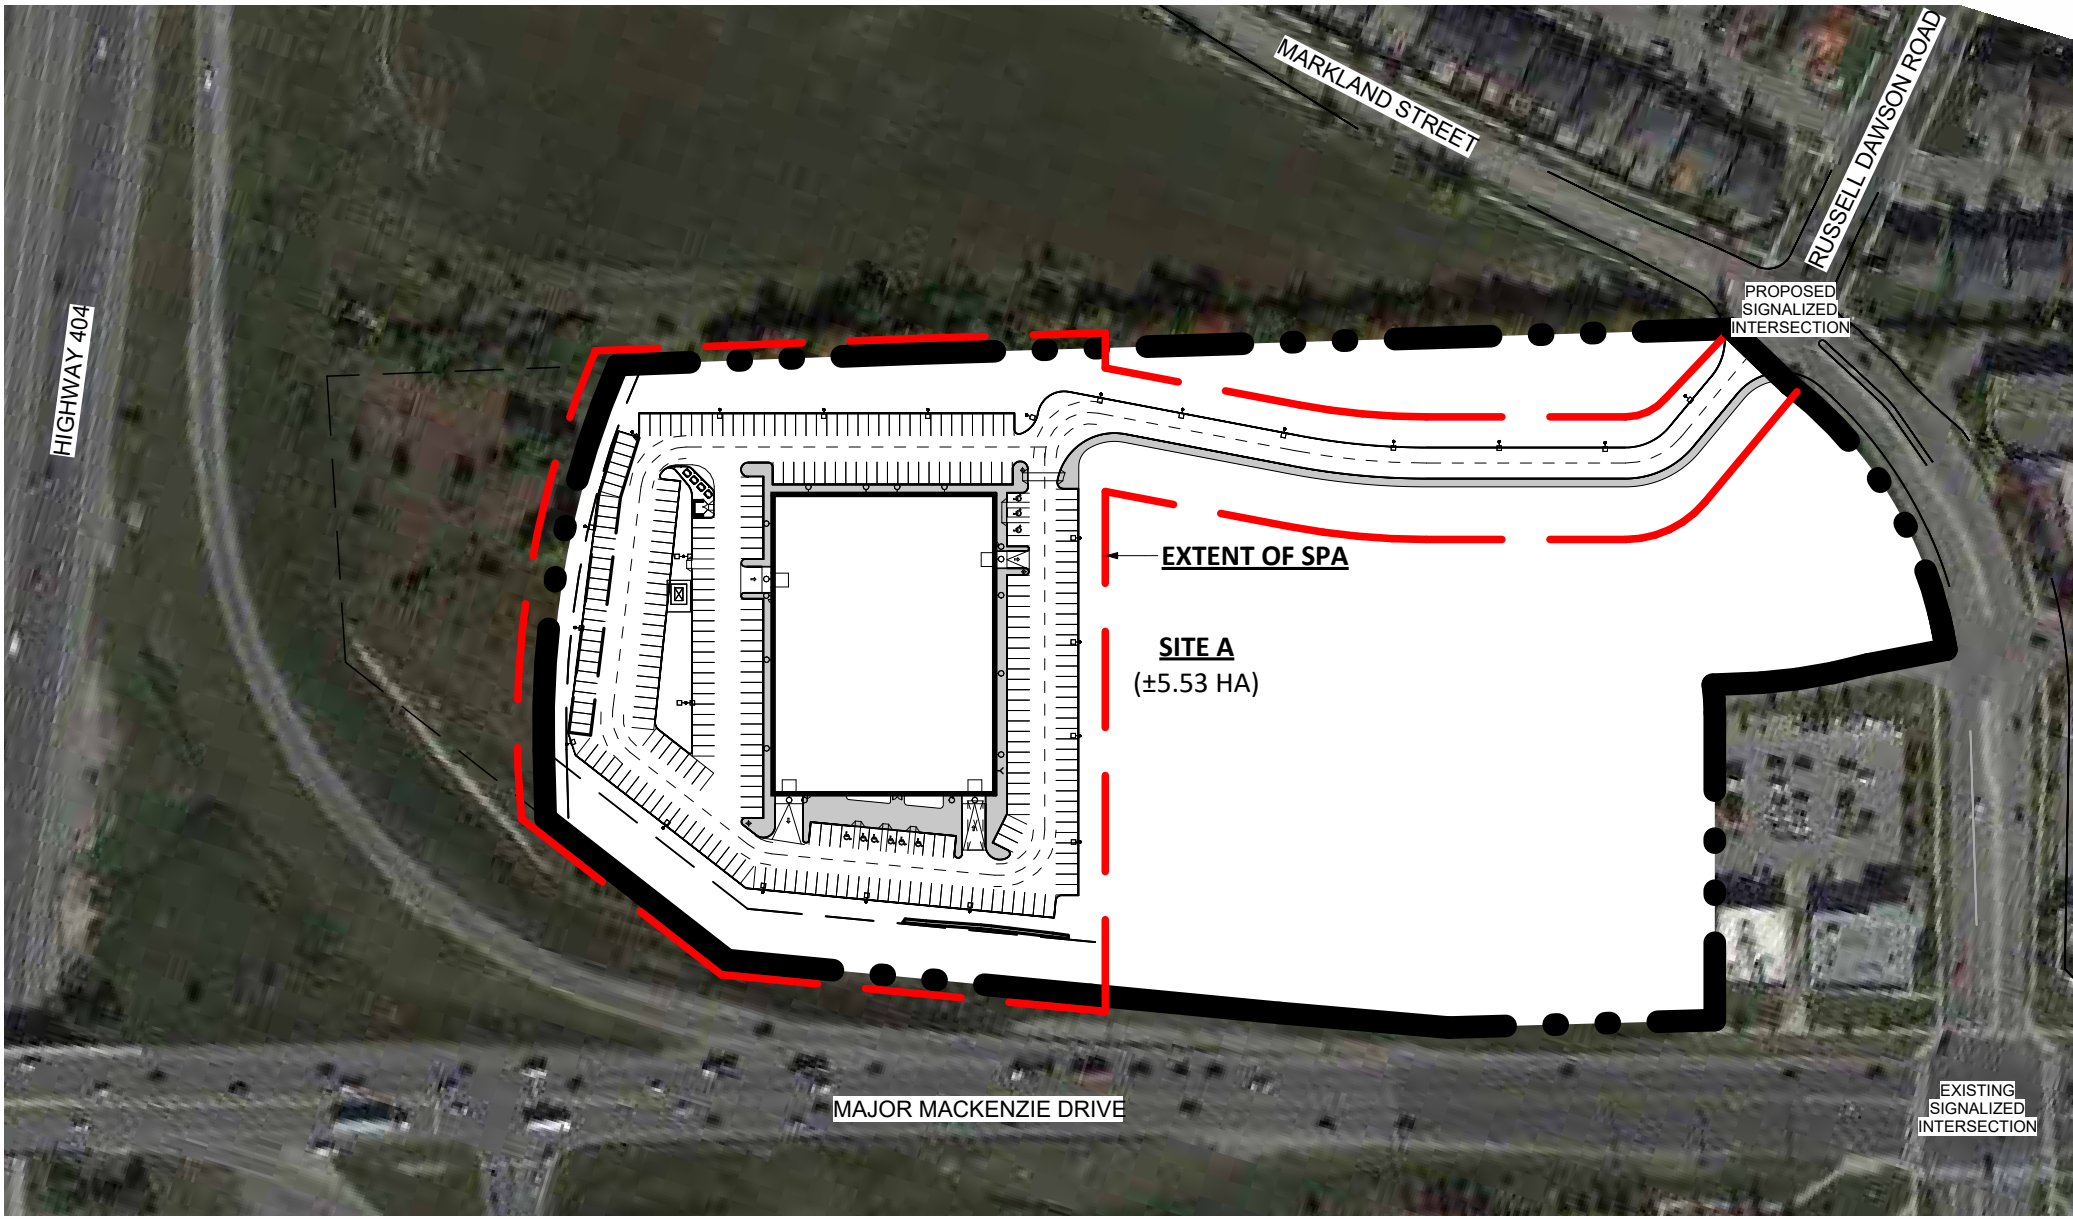 MARKLAND STREET
RUSSELL DAWSON ROAD
PROPOSED
SIGNALIZED
INTERSECTION
HIGHWAY 404
EXTENT OF SPA
SITE A
(±5.53 HA)
MAJOR MACKENZIE DRIVE
EXISTING
SIGNALIZED
INTERSECTION